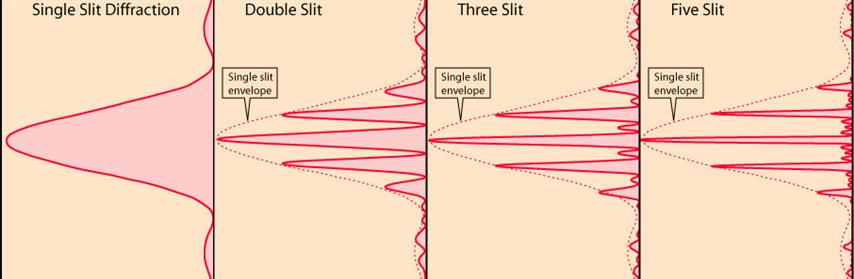 Single Slit Diffraction
Double Slit
Three Slit
Five Slit
Single slit
envelope
Single slit
envelope
Single slit
envelope